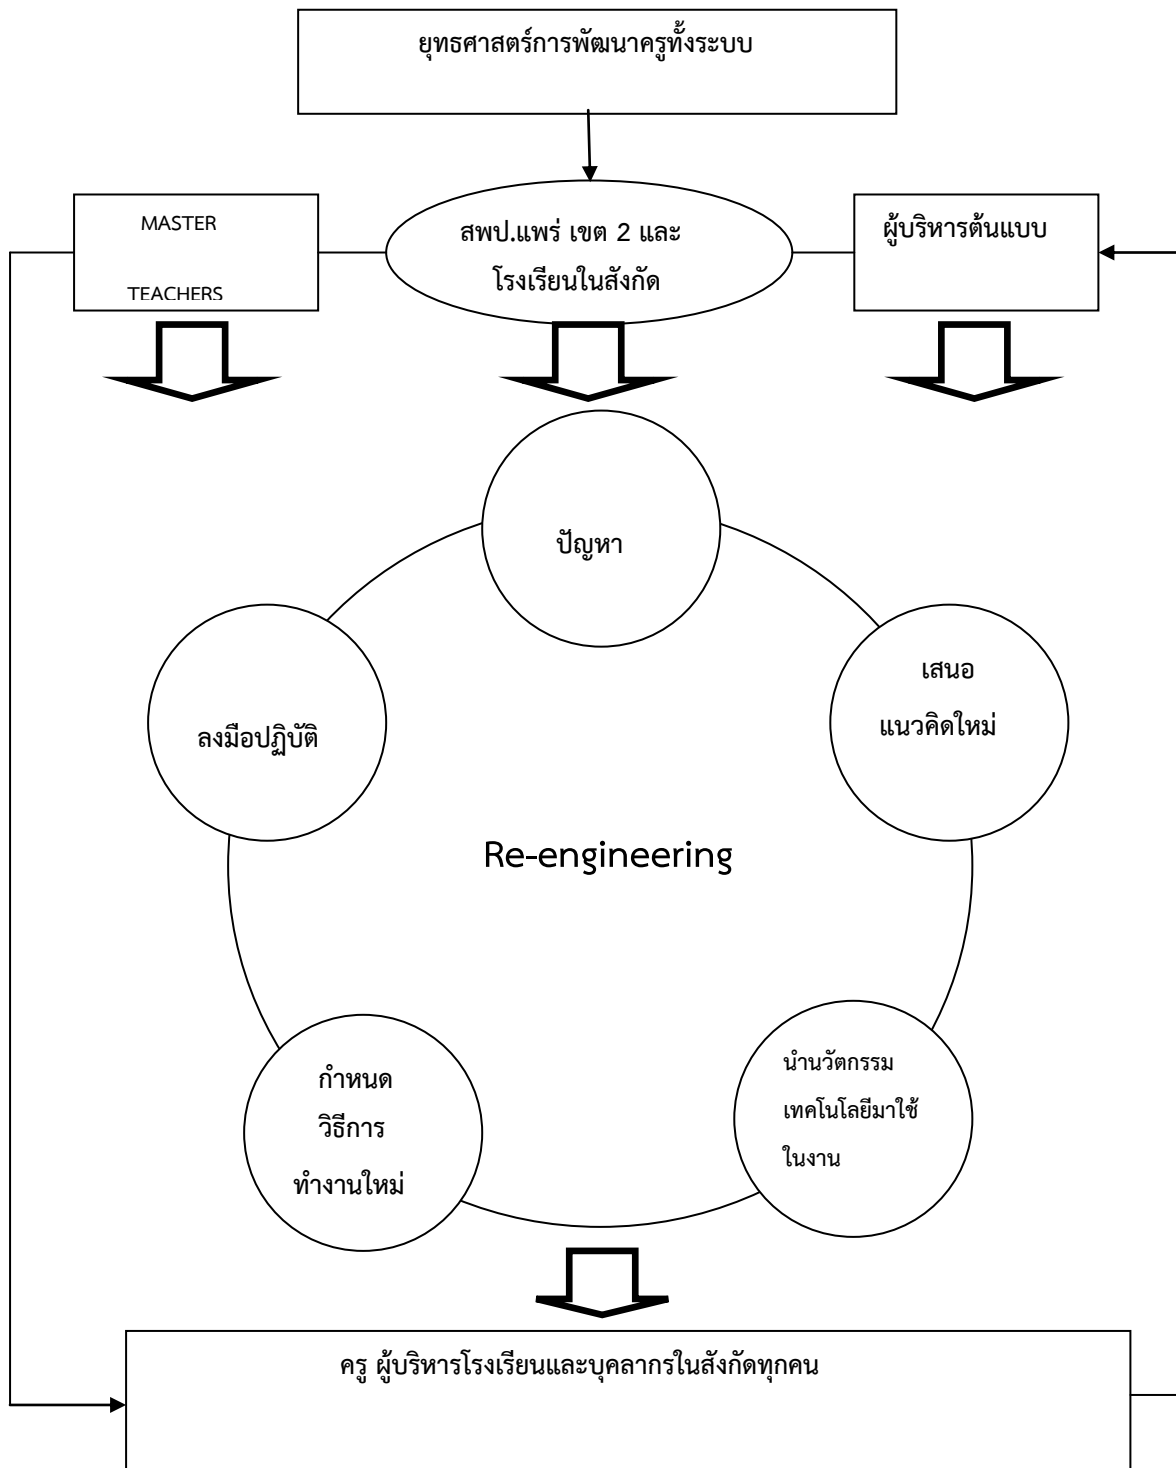 ยุทธศาสตร์การพัฒนาครูทั้งระบบ
MASTER
TEACHERS
สพป.แพร่ เขต 2 และ
โรงเรียนในสังกัด
ผู้บริหารต้นแบบ
ปัญหา
เสนอ
แนวคิดใหม่
ลงมือปฏิบัติ
Re-engineering
นำนวัตกรรม
เทคโนโลยีมาใช้
ในงาน
กำหนด
วิธีการ
ทำงานใหม่
ครู ผู้บริหารโรงเรียนและบุคลากรในสังกัดทุกคน